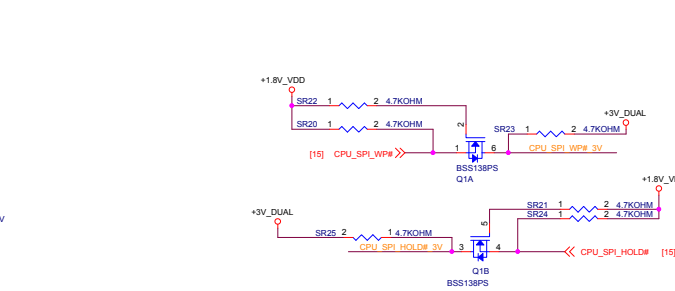 +1.8V_VDD
SR22 1 2 4.7KOHM
+3V_DUAL
SR20 1 2 4.7KOHM
2
SR23 1 2 4.7KOHM
[15] CPU_SPI_WP# 1 6 CPU_SPI_WP#_3V
BSS138PS
Q1A
+1.8V_V
SR21 1 2 4.7KOHM
+3V_DUAL
SR24 1 2 4.7KOHM
V
5
SR25 2 1 4.7KOHM
CPU_SPI_HOLD#_3V 3 4 CPU_SPI_HOLD# [15]
Q1B
BSS138PS